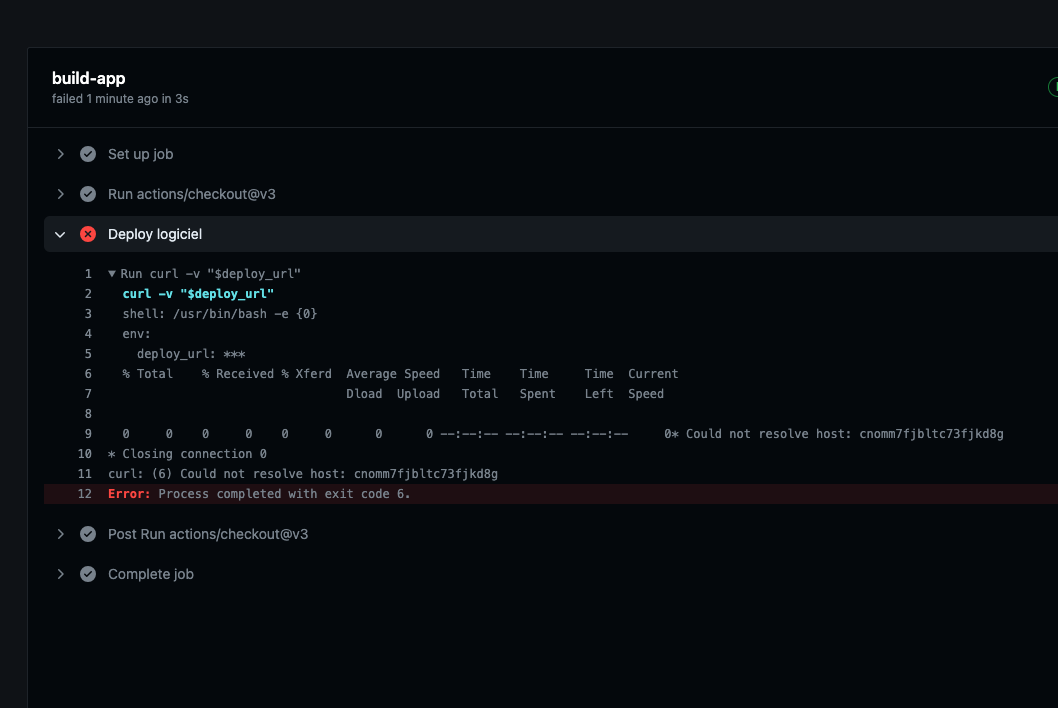 build-app
failed 1 minute ago in 3s
Set up job
Run actions/checkout@v3
Deploy logiciel
1 ▼ Run curl -v "$deploy_url"
2 curl -v "$deploy_url"
3 shell: /usr/bin/bash -e {0}
4 env:
5 deploy_url: ***
6 % Total % Received % Xferd Average Speed Time Time Time Current
7 Dload Upload Total Spent Left Speed
8
9 0 0 0 0 0 0 0 0 --:--:-- --:--:-- --:--:-- 0* Could not resolve host: cnomm7fjbltc73fjkd8g
10 * Closing connection 0
11 curl: (6) Could not resolve host: cnomm7fjbltc73fjkd8g
12 Error: Process completed with exit code 6.
Post Run actions/checkout@v3
Complete job